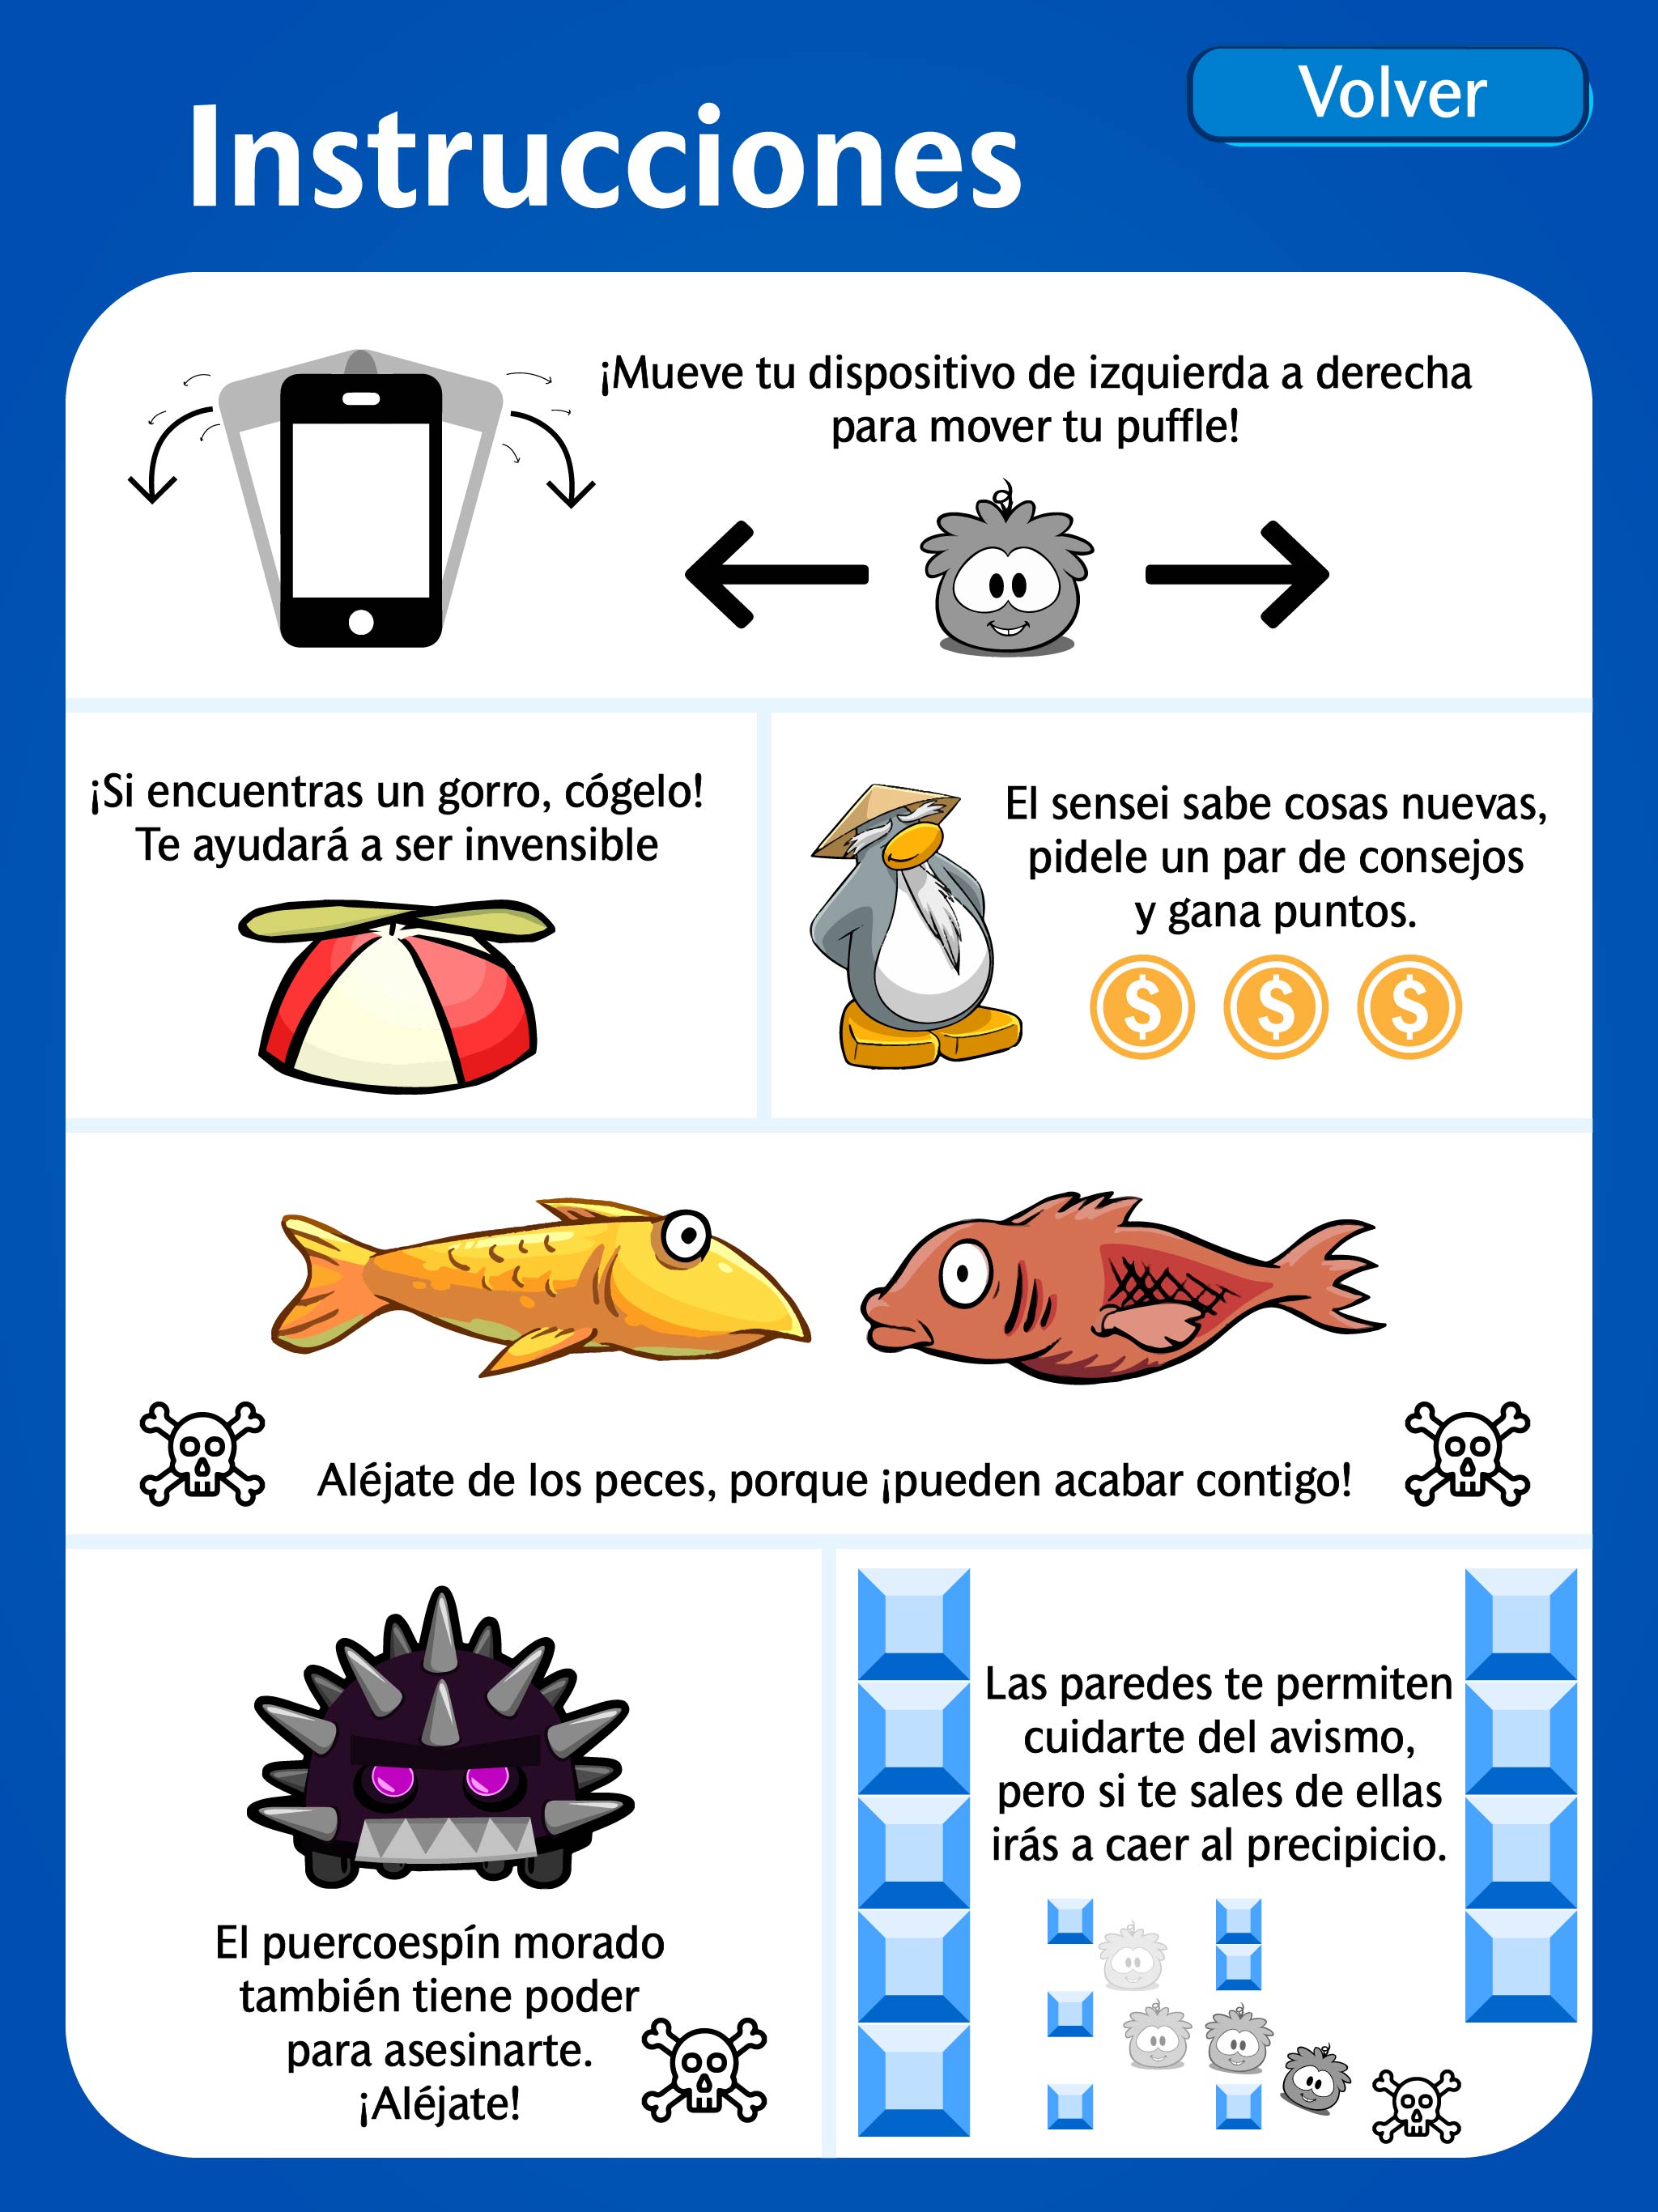 Volver
Instrucciones
¡Mueve tu dispositivo de izquierda a derecha
para mover tu puffle!
¡Si encuentras un gorro, cógelo!
Te ayudará a ser invensible
El sensei sabe cosas nuevas,
pidele un par de consejos
y gana puntos.
$ $ $
Aléjate de los peces, porque ¡pueden acabar contigo!
El puercoespín morado
también tiene poder
para asesinarte.
¡Aléjate!
Las paredes te permiten
cuidarte del avismo,
pero si te sales de ellas
irás a caer al precipicio.